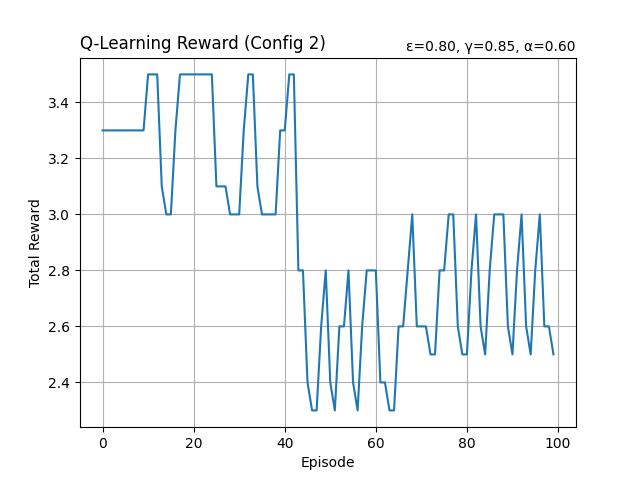 Q-Learning Reward (Config 2)
ε=0.80, γ=0.85, α=0.60
Total Reward
3.4
3.2
3.0
2.8
2.6
2.4
0 20 40 60 80 100
Episode